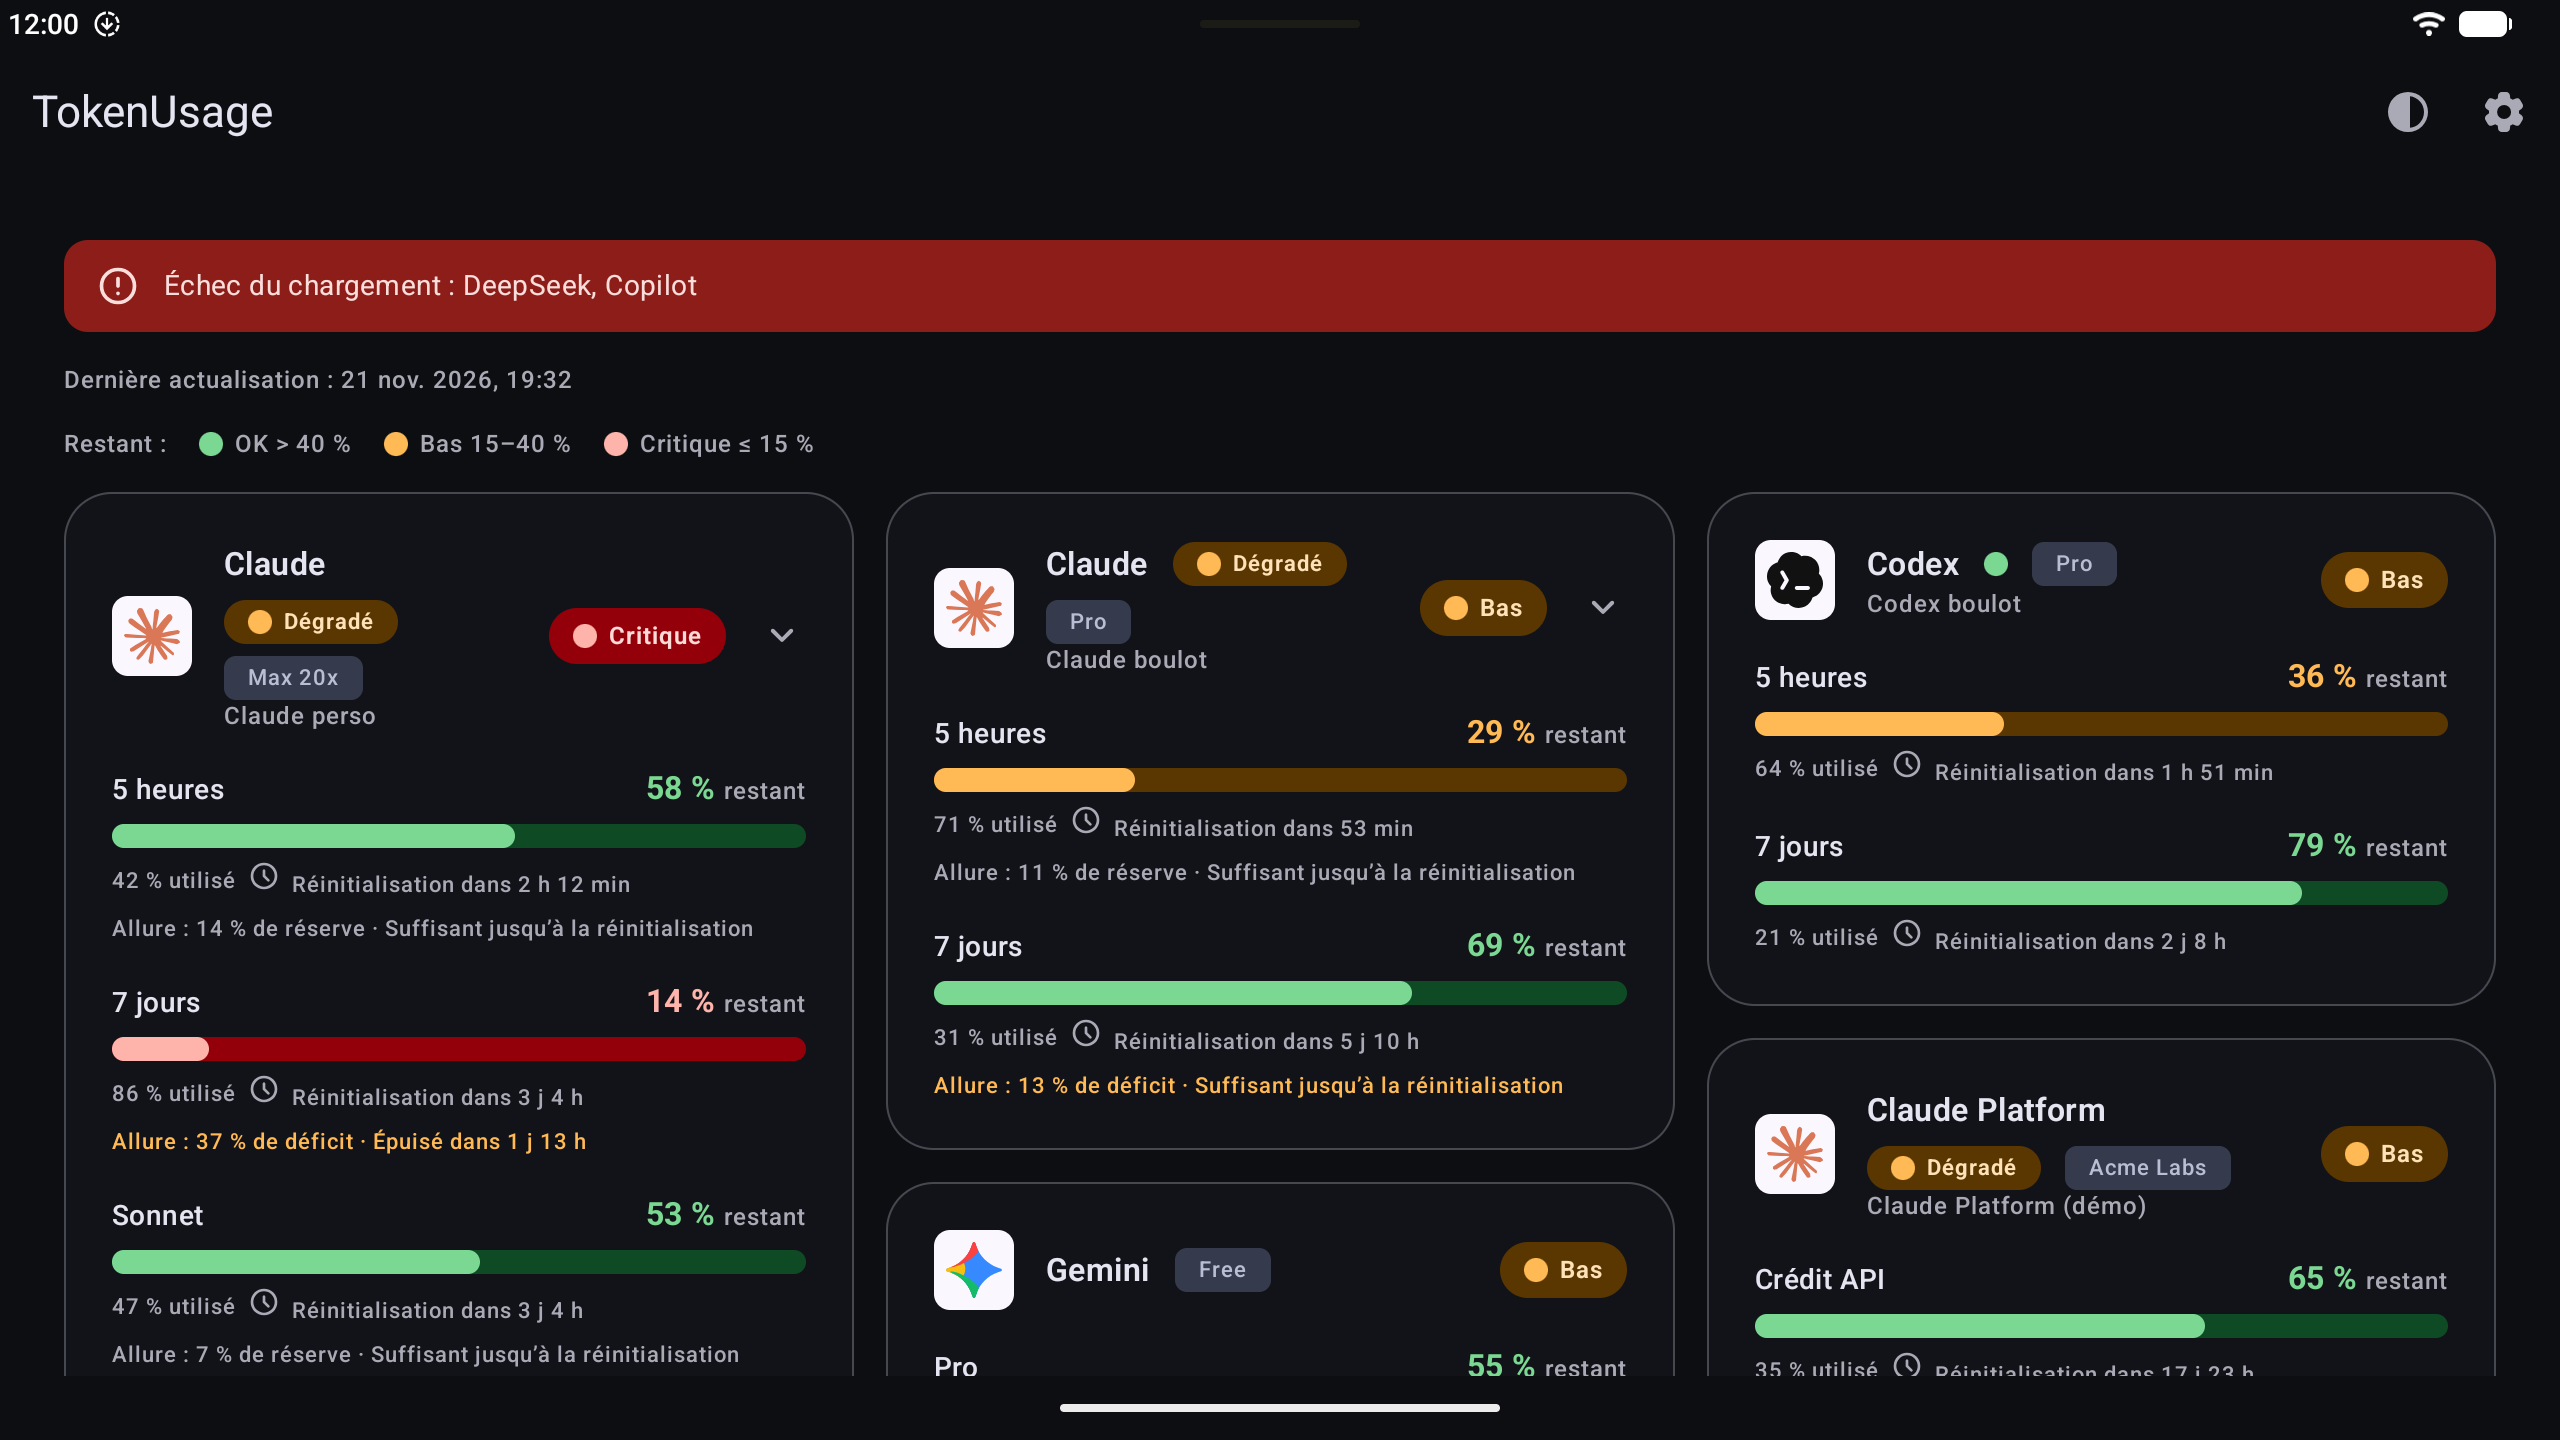 12:00
TokenUsage
Échec du chargement : DeepSeek, Copilot
Dernière actualisation : 21 nov. 2026, 19:32
Restant : OK > 40 % Bas 15–40 % Critique ≤ 15 %
Claude
Dégradé
Max 20x
Claude perso
Critique
5 heures 58 % restant
42 % utilisé Réinitialisation dans 2 h 12 min
Allure : 14 % de réserve · Suffisant jusqu’à la réinitialisation
7 jours 14 % restant
86 % utilisé Réinitialisation dans 3 j 4 h
Allure : 37 % de déficit · Épuisé dans 1 j 13 h
Sonnet 53 % restant
47 % utilisé Réinitialisation dans 3 j 4 h
Allure : 7 % de réserve · Suffisant jusqu’à la réinitialisation
Claude Dégradé
Pro
Claude boulot
Bas
5 heures 29 % restant
71 % utilisé Réinitialisation dans 53 min
Allure : 11 % de réserve · Suffisant jusqu’à la réinitialisation
7 jours 69 % restant
31 % utilisé Réinitialisation dans 5 j 10 h
Allure : 13 % de déficit · Suffisant jusqu’à la réinitialisation
Gemini Free Bas
Pro 55 % restant
Codex Pro
Codex boulot
Bas
5 heures 36 % restant
64 % utilisé Réinitialisation dans 1 h 51 min
7 jours 79 % restant
21 % utilisé Réinitialisation dans 2 j 8 h
Claude Platform
Dégradé Acme Labs
Claude Platform (démo)
Bas
Crédit API 65 % restant
35 % utilisé Réinitialisation dans 17 j 23 h